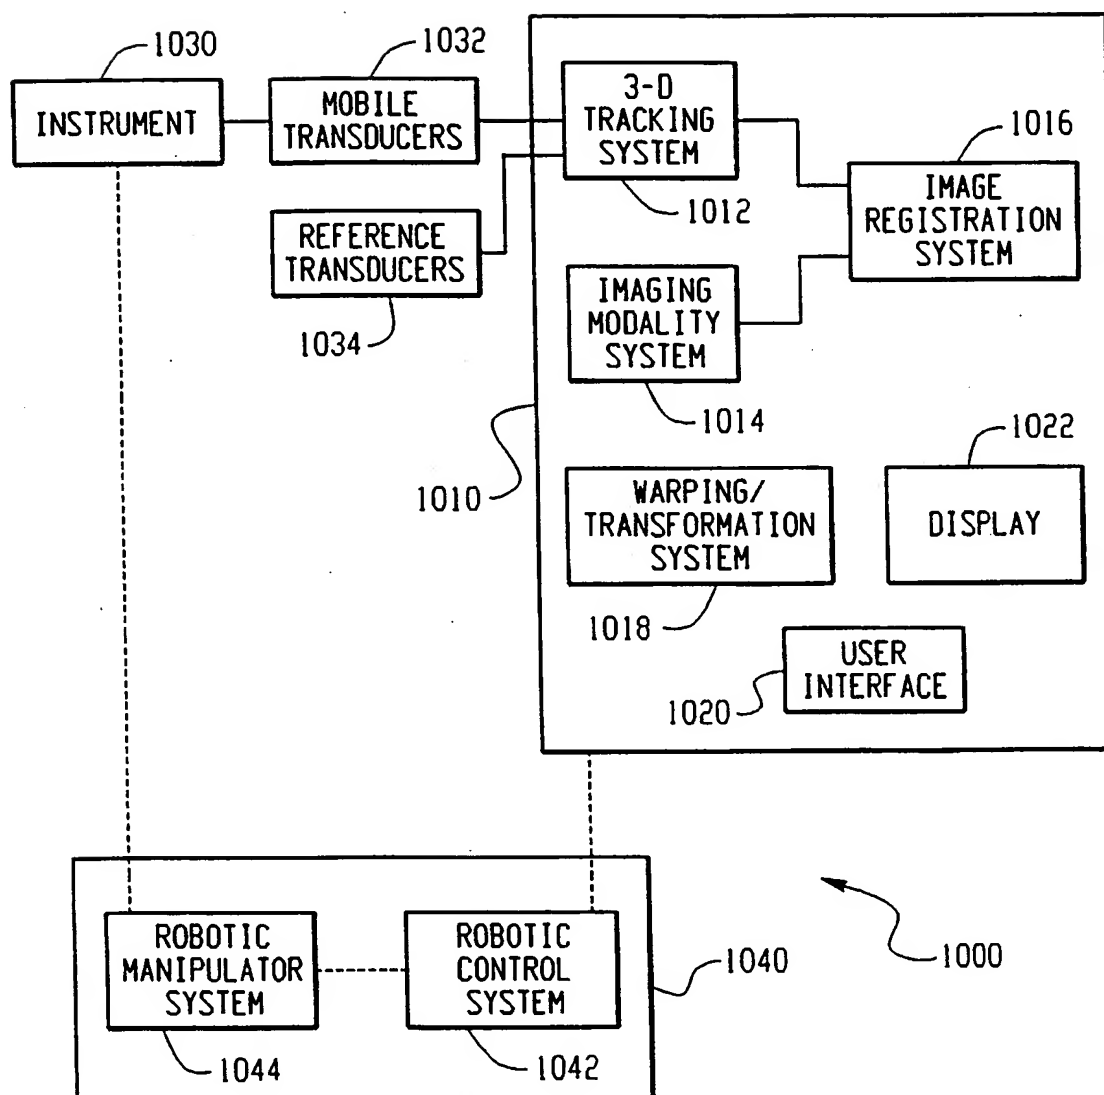 1030
INSTRUMENT
1032
MOBILE
TRANSDUCERS
REFERENCE
TRANSDUCERS
1034
3-D
TRACKING
SYSTEM
1012
1016
IMAGE
REGISTRATION
SYSTEM
IMAGING
MODALITY
SYSTEM
1014
1010
WARPING/
TRANSFORMATION
SYSTEM
1018
1022
DISPLAY
USER
INTERFACE
1020
ROBOTIC
MANIPULATOR
SYSTEM
1044
ROBOTIC
CONTROL
SYSTEM
1042
1040
1000